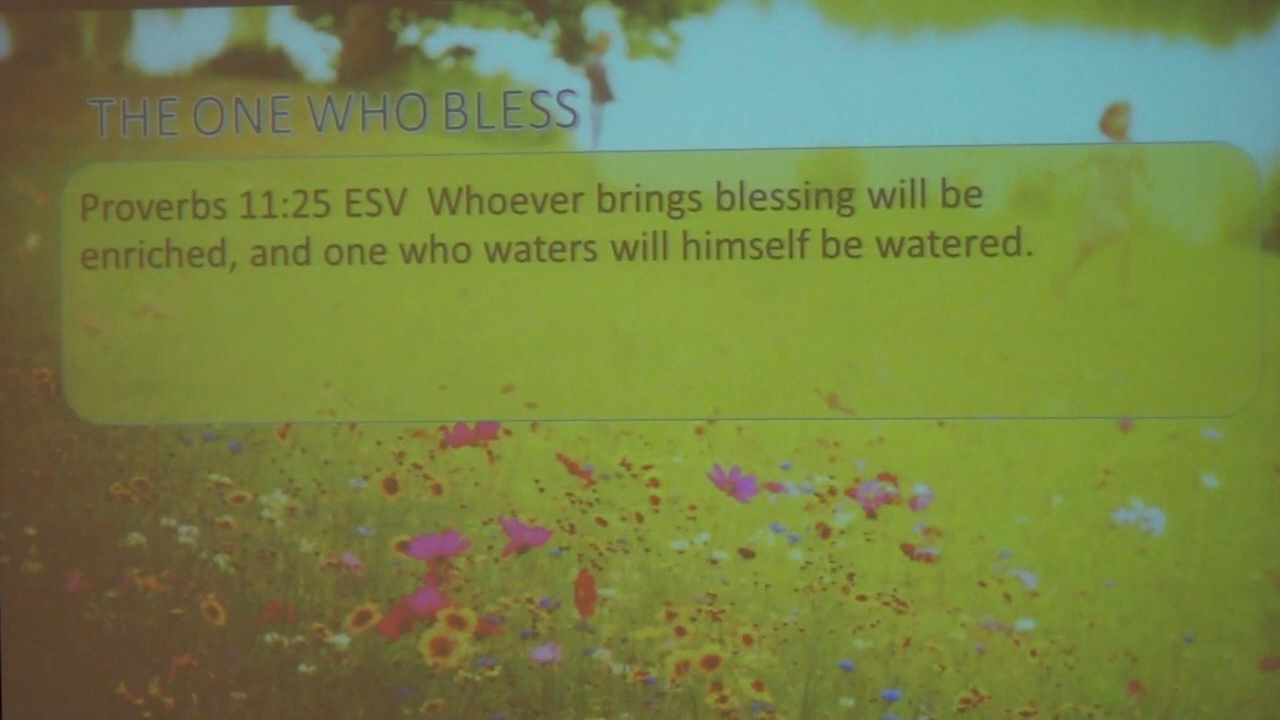 THE ONE WHO BLESS
Proverbs 11:25 ESV  Whoever brings blessing will be
enriched, and one who waters will himself be watered.